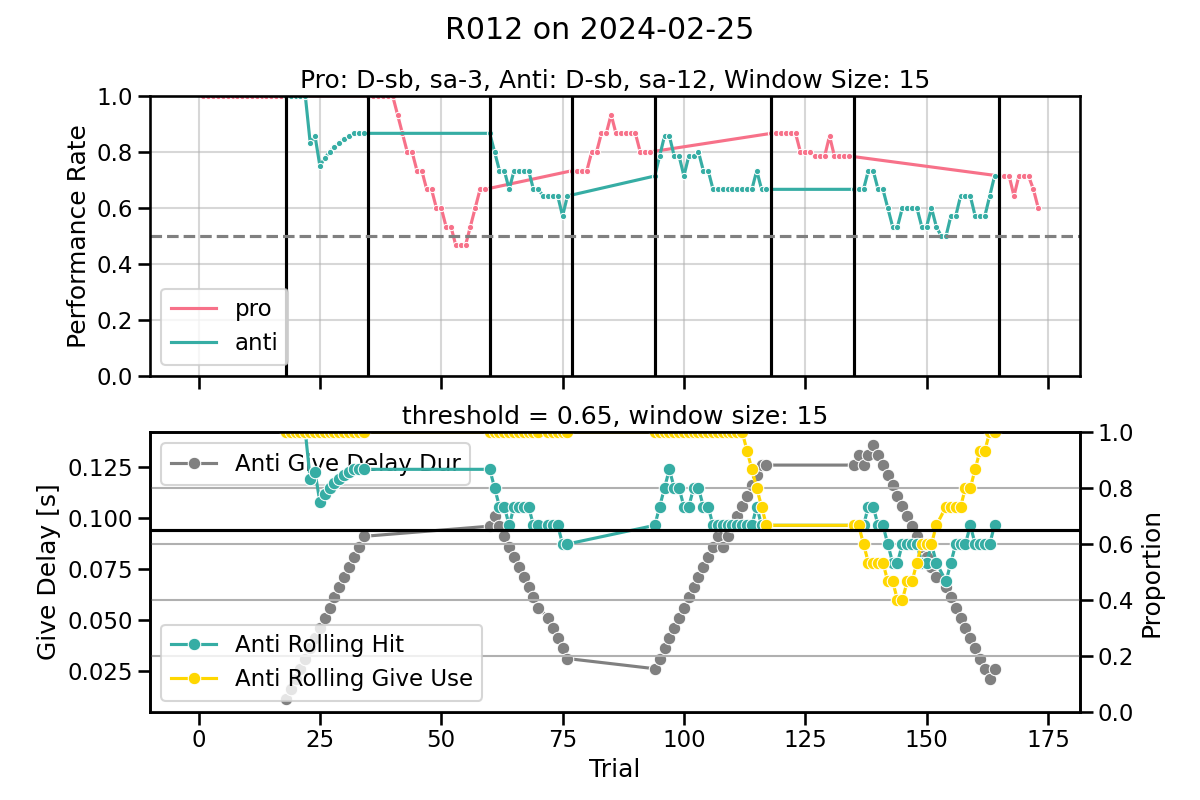 R012 on 2024-02-25
Pro: D-sb, sa-3, Anti: D-sb, sa-12, Window Size: 15
Performance Rate
1.0
0.8
0.6
0.4
0.2
0.0
pro
anti
threshold = 0.65, window size: 15
Give Delay [s]
0.125
0.100
0.075
0.050
0.025
Anti Give Delay Dur
Anti Rolling Hit
Anti Rolling Give Use
1.0
0.8
0.6
0.4
0.2
0.0
Proportion
0 25 50 75 100 125 150 175
Trial